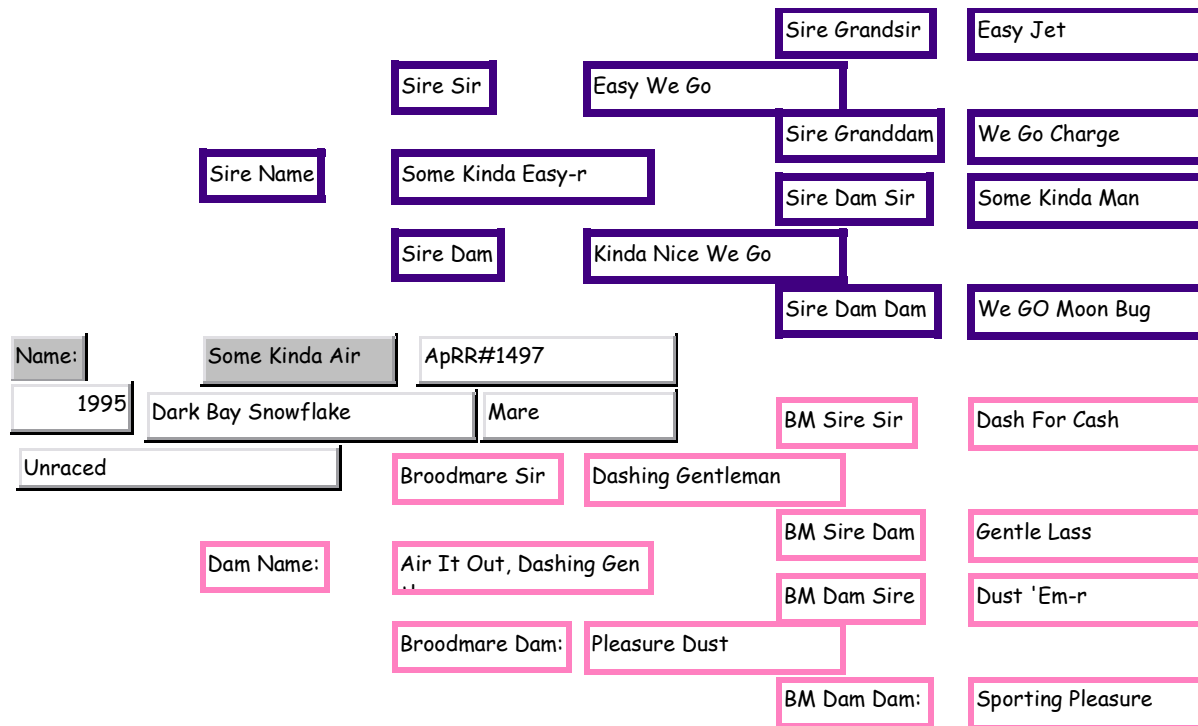 Sire Grandsir Easy Jet
Sire Sir Easy We Go
Sire Granddam We Go Charge
Sire Name Some Kinda Easy-r
Sire Dam Sir Some Kinda Man
Sire Dam Kinda Nice We Go
Sire Dam Dam We GO Moon Bug
Name: Some Kinda Air ApRR#1497
1995 Dark Bay Snowflake Mare
BM Sire Sir Dash For Cash
Unraced
Broodmare Sir Dashing Gentleman
BM Sire Dam Gentle Lass
Dam Name: Air It Out, Dashing Gen
BM Dam Sire Dust 'Em-r
Broodmare Dam: Pleasure Dust
BM Dam Dam: Sporting Pleasure